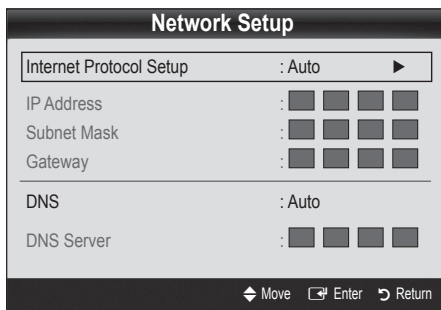 Network Setup
Internet Protocol Setup : Auto ▶
IP Address :
Subnet Mask :
Gateway :
DNS : Auto
DNS Server :
Move Enter Return